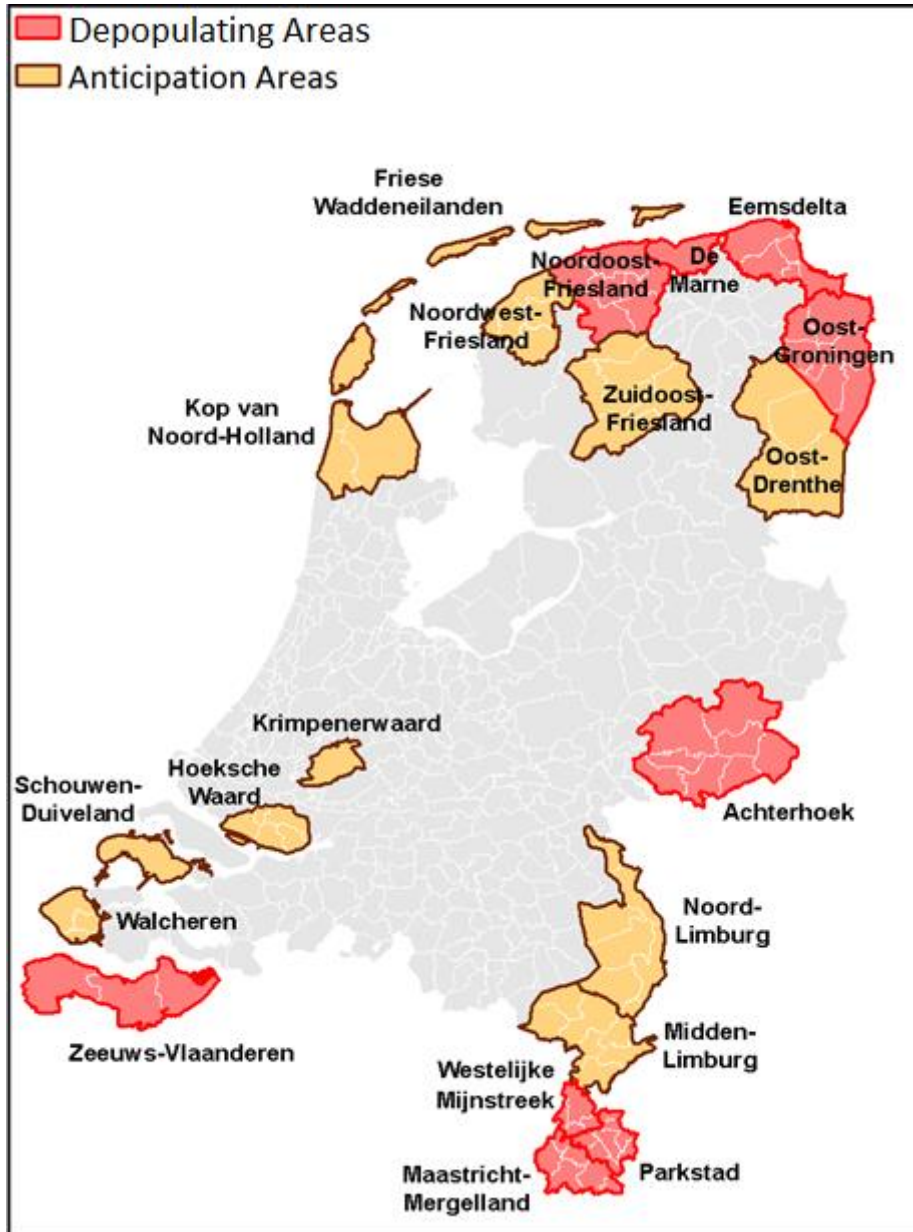 Depopulating Areas
Anticipation Areas
Friese
Waddeneilanden
Eemsdelta
Noordoost-
Friesland
De
Marne
Noordwest-
Friesland
Oost-
Groningen
Kop van
Noord-Holland
Zuidoost-
Friesland
Oost-
Drenthe
Krimpenerwaard
Hoeksche
Waard
Schouwen-
Duiveland
Achterhoek
Walcheren
Noord-
Limburg
Zeeuws-Vlaanderen
Midden-
Limburg
Westelijke
Mijnstreek
Maastricht-
Mergelland
Parkstad